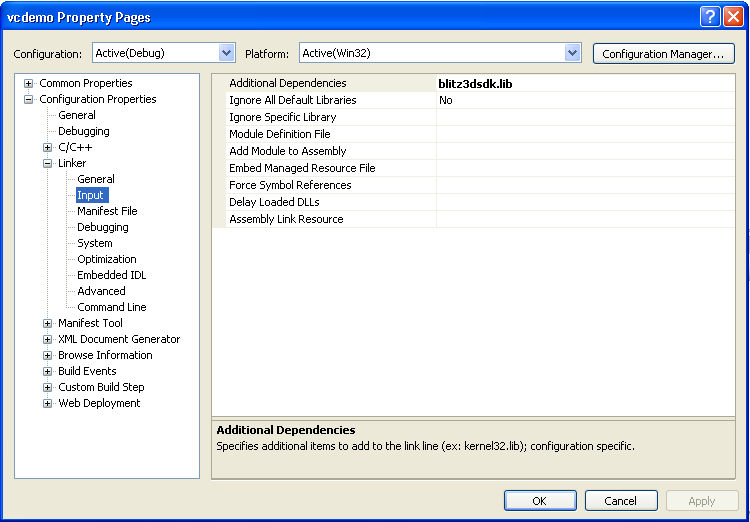 vcdemo Property Pages
Configuration: Active(Debug) Platform: Active(Win32) Configuration Manager...
Common Properties
Configuration Properties
General
Debugging
C/C++
Linker
General
Input
Manifest File
Debugging
System
Optimization
Embedded IDL
Advanced
Command Line
Manifest Tool
XML Document Generator
Browse Information
Build Events
Custom Build Step
Web Deployment
Additional Dependencies blitz3dsdk.lib
Ignore All Default Libraries No
Ignore Specific Library
Module Definition File
Add Module to Assembly
Embed Managed Resource File
Force Symbol References
Delay Loaded DLLs
Assembly Link Resource
Additional Dependencies
Specifies additional items to add to the link line (ex: kernel32.lib); configuration specific.
OK Cancel Apply